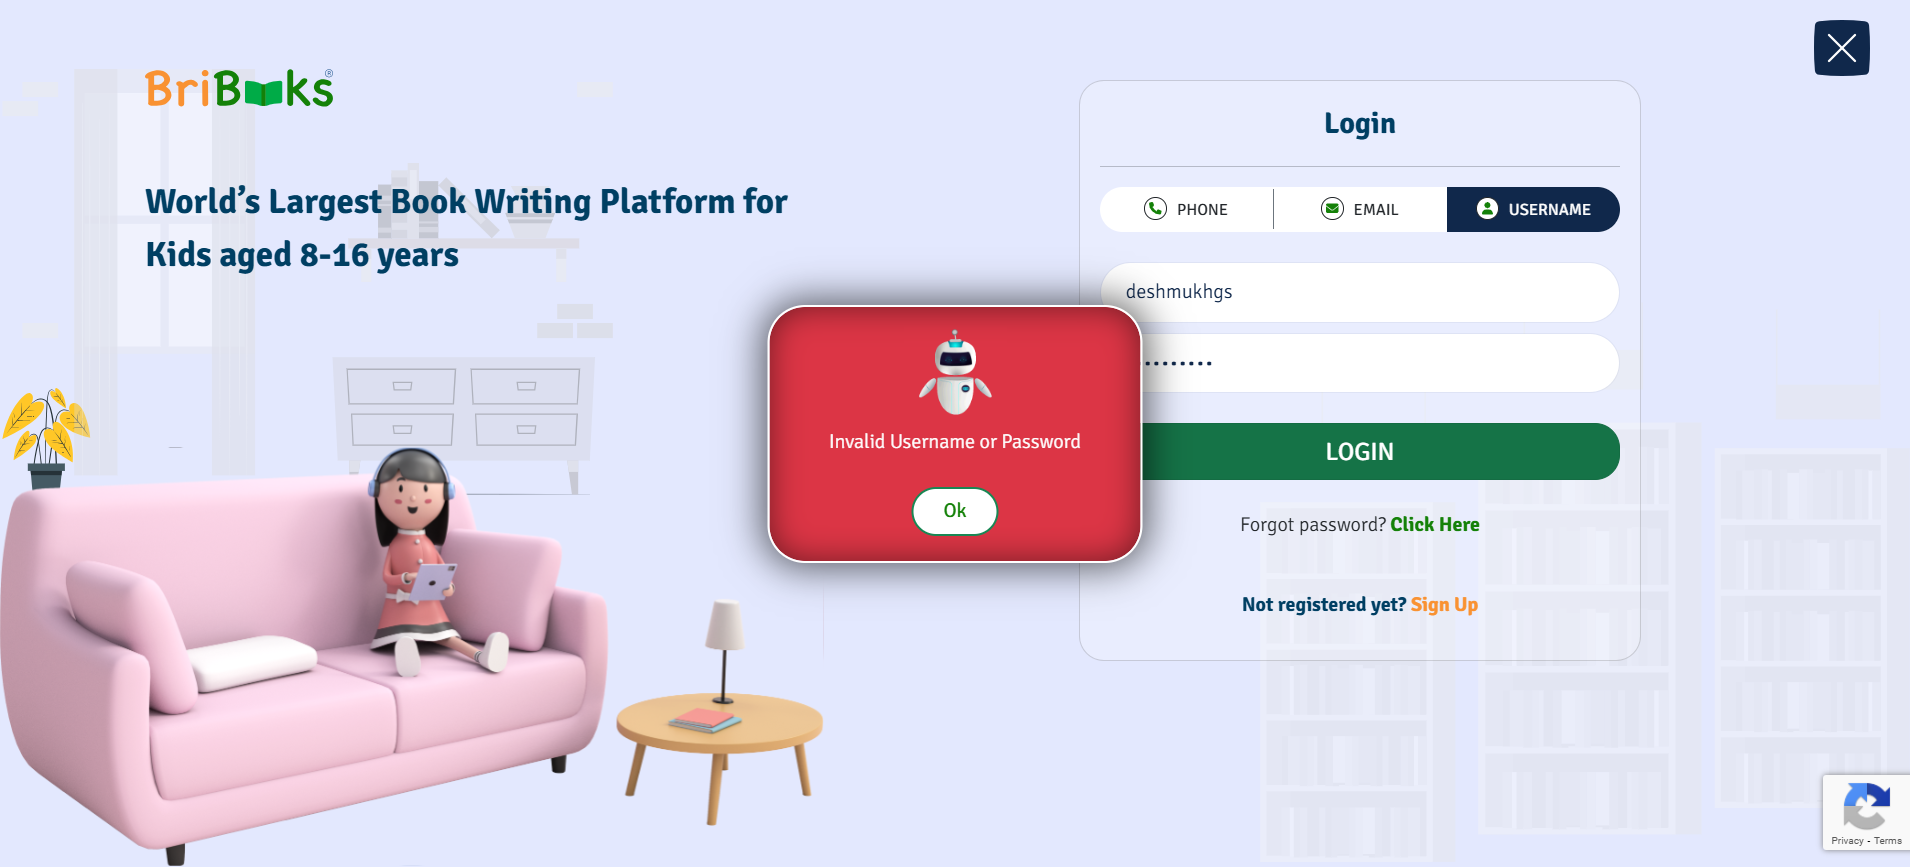 BriBooks®
World’s Largest Book Writing Platform for
Kids aged 8-16 years
Login
PHONE
EMAIL
USERNAME
deshmukhgs
Invalid Username or Password
Ok
LOGIN
Forgot password? Click Here
Not registered yet? Sign Up
Privacy - Terms